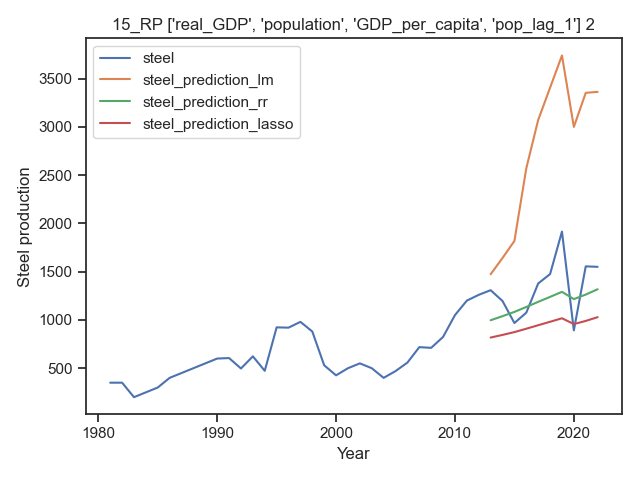 15_RP ['real_GDP', 'population', 'GDP_per_capita', 'pop_lag_1'] 2
steel
steel_prediction_lm
steel_prediction_rr
steel_prediction_lasso
Steel production
3500
3000
2500
2000
1500
1000
500
1980
1990
2000
2010
2020
Year